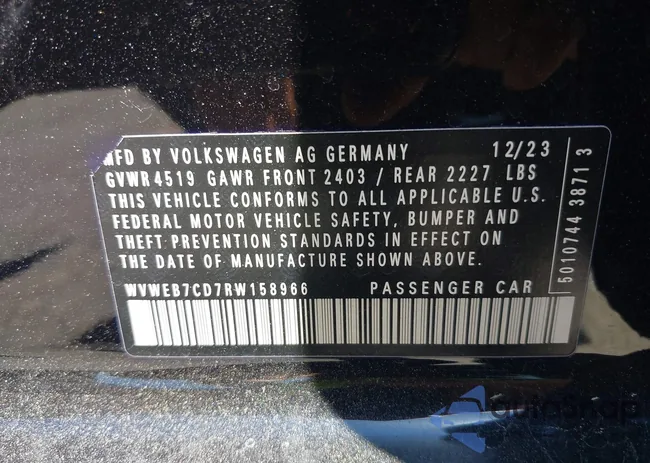 MFD BY VOLKSWAGEN AG GERMANY 12/23
GVWR 4519 GAWR FRONT 2403 / REAR 2227 LBS
THIS VEHICLE CONFORMS TO ALL APPLICABLE U.S.
FEDERAL MOTOR VEHICLE SAFETY, BUMPER AND
THEFT PREVENTION STANDARDS IN EFFECT ON
THE DATE OF MANUFACTURE SHOWN ABOVE.
WVWEB7CD7RW158966 PASSENGER CAR
5010744 3871 3
autoSnap